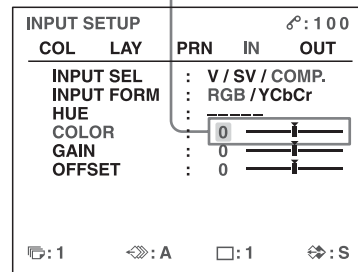 INPUT SETUP :100
COL LAY PRN IN OUT
INPUT SEL : V / SV / COMP.
INPUT FORM : RGB / YCbCr
HUE : -----
COLOR : 0
GAIN : 0
OFFSET : 0
:1 :A :1 :S